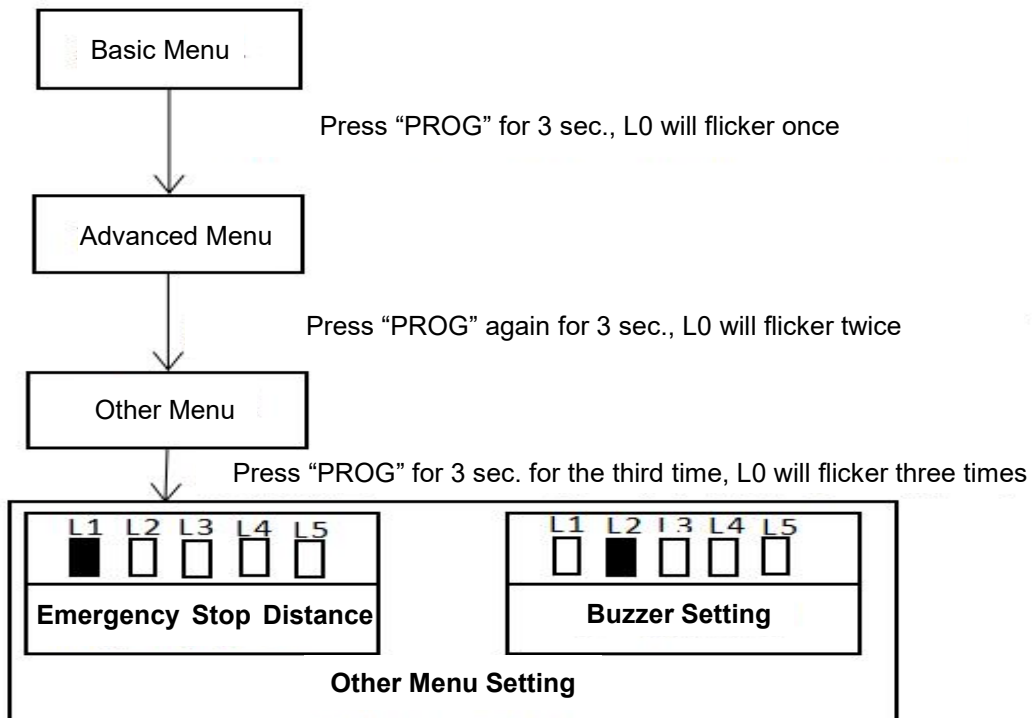 Basic Menu
Press “PROG” for 3 sec., L0 will flicker once
Advanced Menu
Press “PROG” again for 3 sec., L0 will flicker twice
Other Menu
Press “PROG” for 3 sec. for the third time, L0 will flicker three times
L1 L2 L3 L4 L5
Emergency Stop Distance
L1 L2 L3 L4 L5
Buzzer Setting
Other Menu Setting